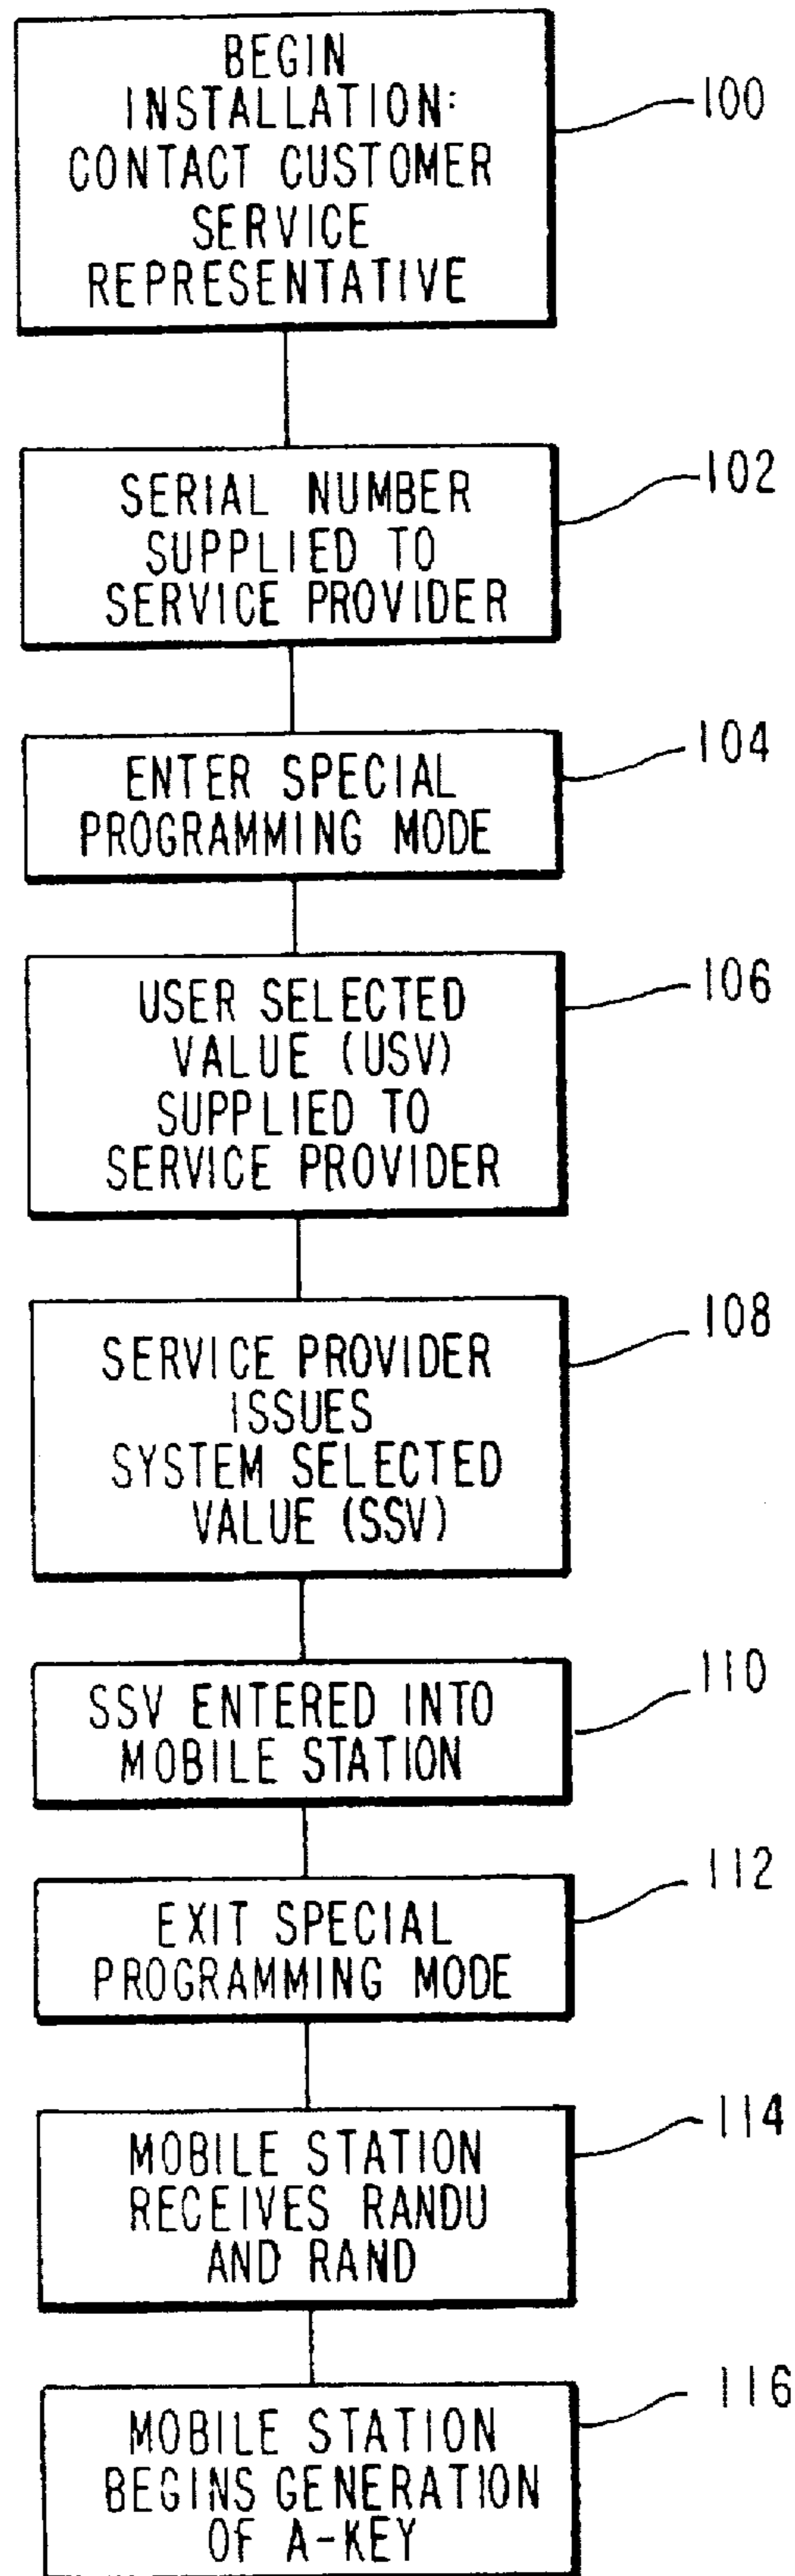 BEGIN
INSTALLATION:
CONTACT CUSTOMER
SERVICE
REPRESENTATIVE
100
SERIAL NUMBER
SUPPLIED TO
SERVICE PROVIDER
102
ENTER SPECIAL
PROGRAMMING MODE
104
USER SELECTED
VALUE (USV)
SUPPLIED TO
SERVICE PROVIDER
106
SERVICE PROVIDER
ISSUES
SYSTEM SELECTED
VALUE (SSV)
108
SSV ENTERED INTO
MOBILE STATION
110
EXIT SPECIAL
PROGRAMMING MODE
112
MOBILE STATION
RECEIVES RANDU
AND RAND
114
MOBILE STATION
BEGINS GENERATION
OF A-KEY
116